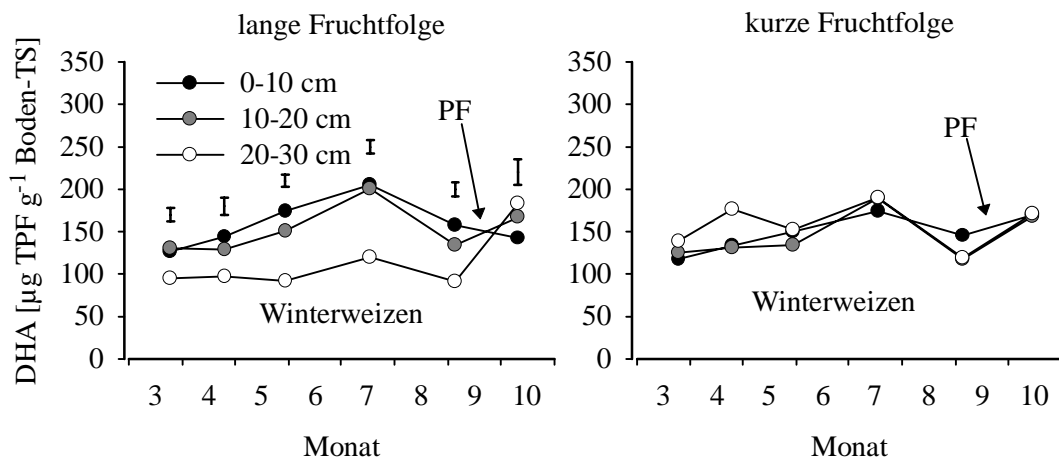 lange Fruchtfolge
kurze Fruchtfolge
DHA [µg TPF g⁻¹ Boden-TS]
350
300
250
200
150
100
50
0
0-10 cm
10-20 cm
20-30 cm
PF
Winterweizen
3 4 5 6 7 8 9 10
Monat
350
300
250
200
150
100
50
0
PF
Winterweizen
3 4 5 6 7 8 9 10
Monat